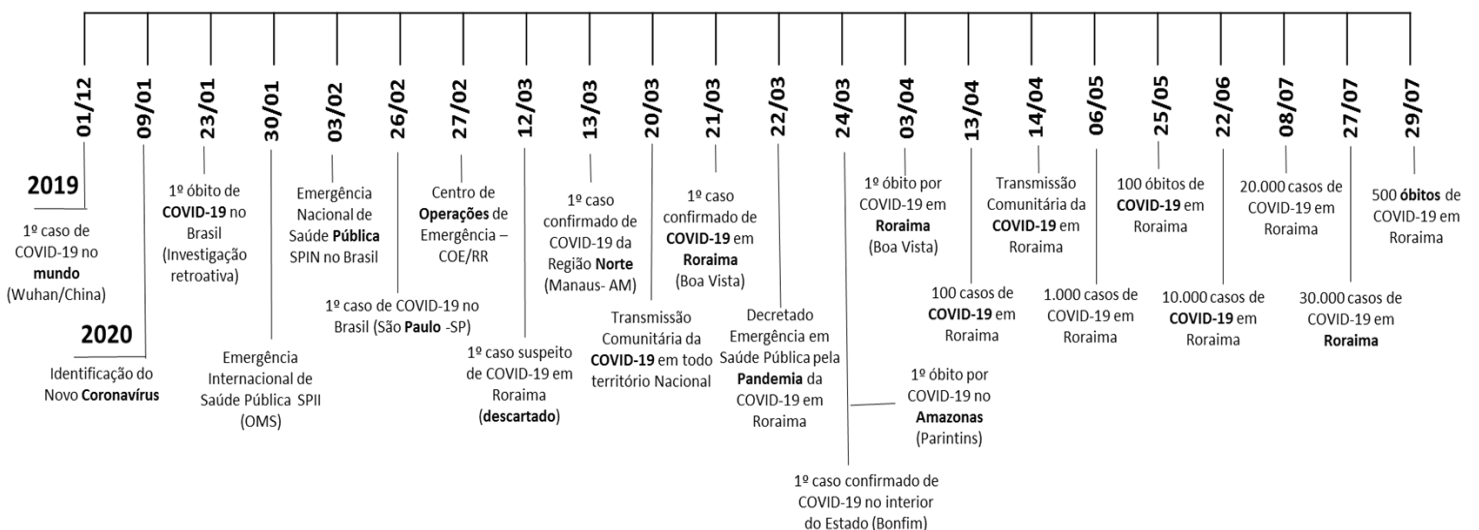 01/12
09/01
23/01
30/01
03/02
26/02
27/02
12/03
13/03
20/03
21/03
22/03
24/03
03/04
13/04
14/04
06/05
25/05
22/06
08/07
27/07
29/07
2019
1º caso de
COVID-19 no
mundo
(Wuhan/China)
2020
Identificação do
Novo Coronavírus
1º óbito de
COVID-19 no
Brasil
(Investigação
retroativa)
Emergência
Internacional de
Saúde Pública SPII
(OMS)
Emergência
Nacional de
Saúde Pública
SPIN no Brasil
1º caso de COVID-19 no
Brasil (São Paulo -SP)
Centro de
Operações de
Emergência –
COE/RR
1º caso suspeito
de COVID-19 em
Roraima
(descartado)
1º caso
confirmado de
COVID-19 da
Região Norte
(Manaus- AM)
Transmissão
Comunitária da
COVID-19 em todo
território Nacional
1º caso
confirmado de
COVID-19 em
Roraima
(Boa Vista)
Decretado
Emergência em
Saúde Pública pela
Pandemia da
COVID-19 em
Roraima
1º caso confirmado de
COVID-19 no interior
do Estado (Bonfim)
1º óbito por
COVID-19 no
Amazonas
(Parintins)
1º óbito por
COVID-19 em
Roraima
(Boa Vista)
100 casos de
COVID-19 em
Roraima
Transmissão
Comunitária da
COVID-19 em
Roraima
1.000 casos de
COVID-19 em
Roraima
100 óbitos de
COVID-19 em
Roraima
10.000 casos de
COVID-19 em
Roraima
20.000 casos de
COVID-19 em
Roraima
30.000 casos de
COVID-19 em
Roraima
500 óbitos de
COVID-19 em
Roraima